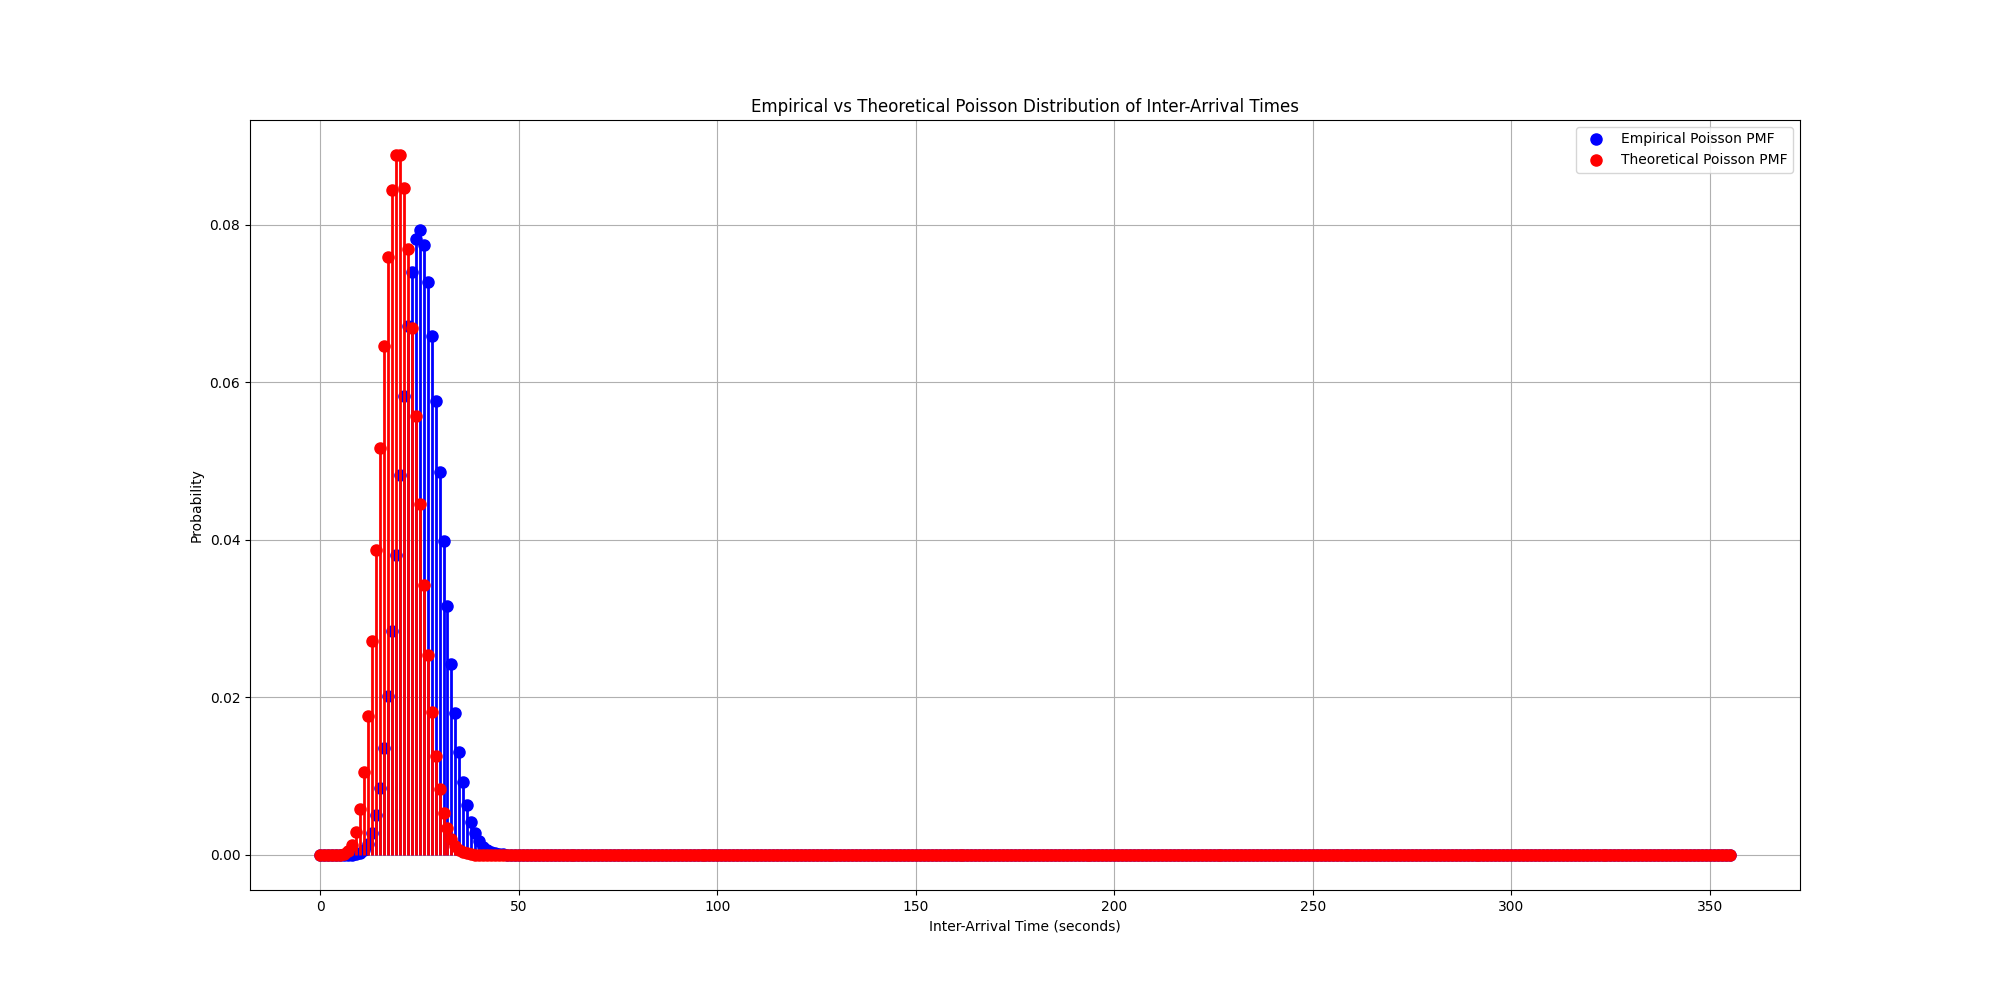 Empirical vs Theoretical Poisson Distribution of Inter-Arrival Times
Empirical Poisson PMF
Theoretical Poisson PMF
Probability
0.08
0.06
0.04
0.02
0.00
0 50 100 150 200 250 300 350
Inter-Arrival Time (seconds)